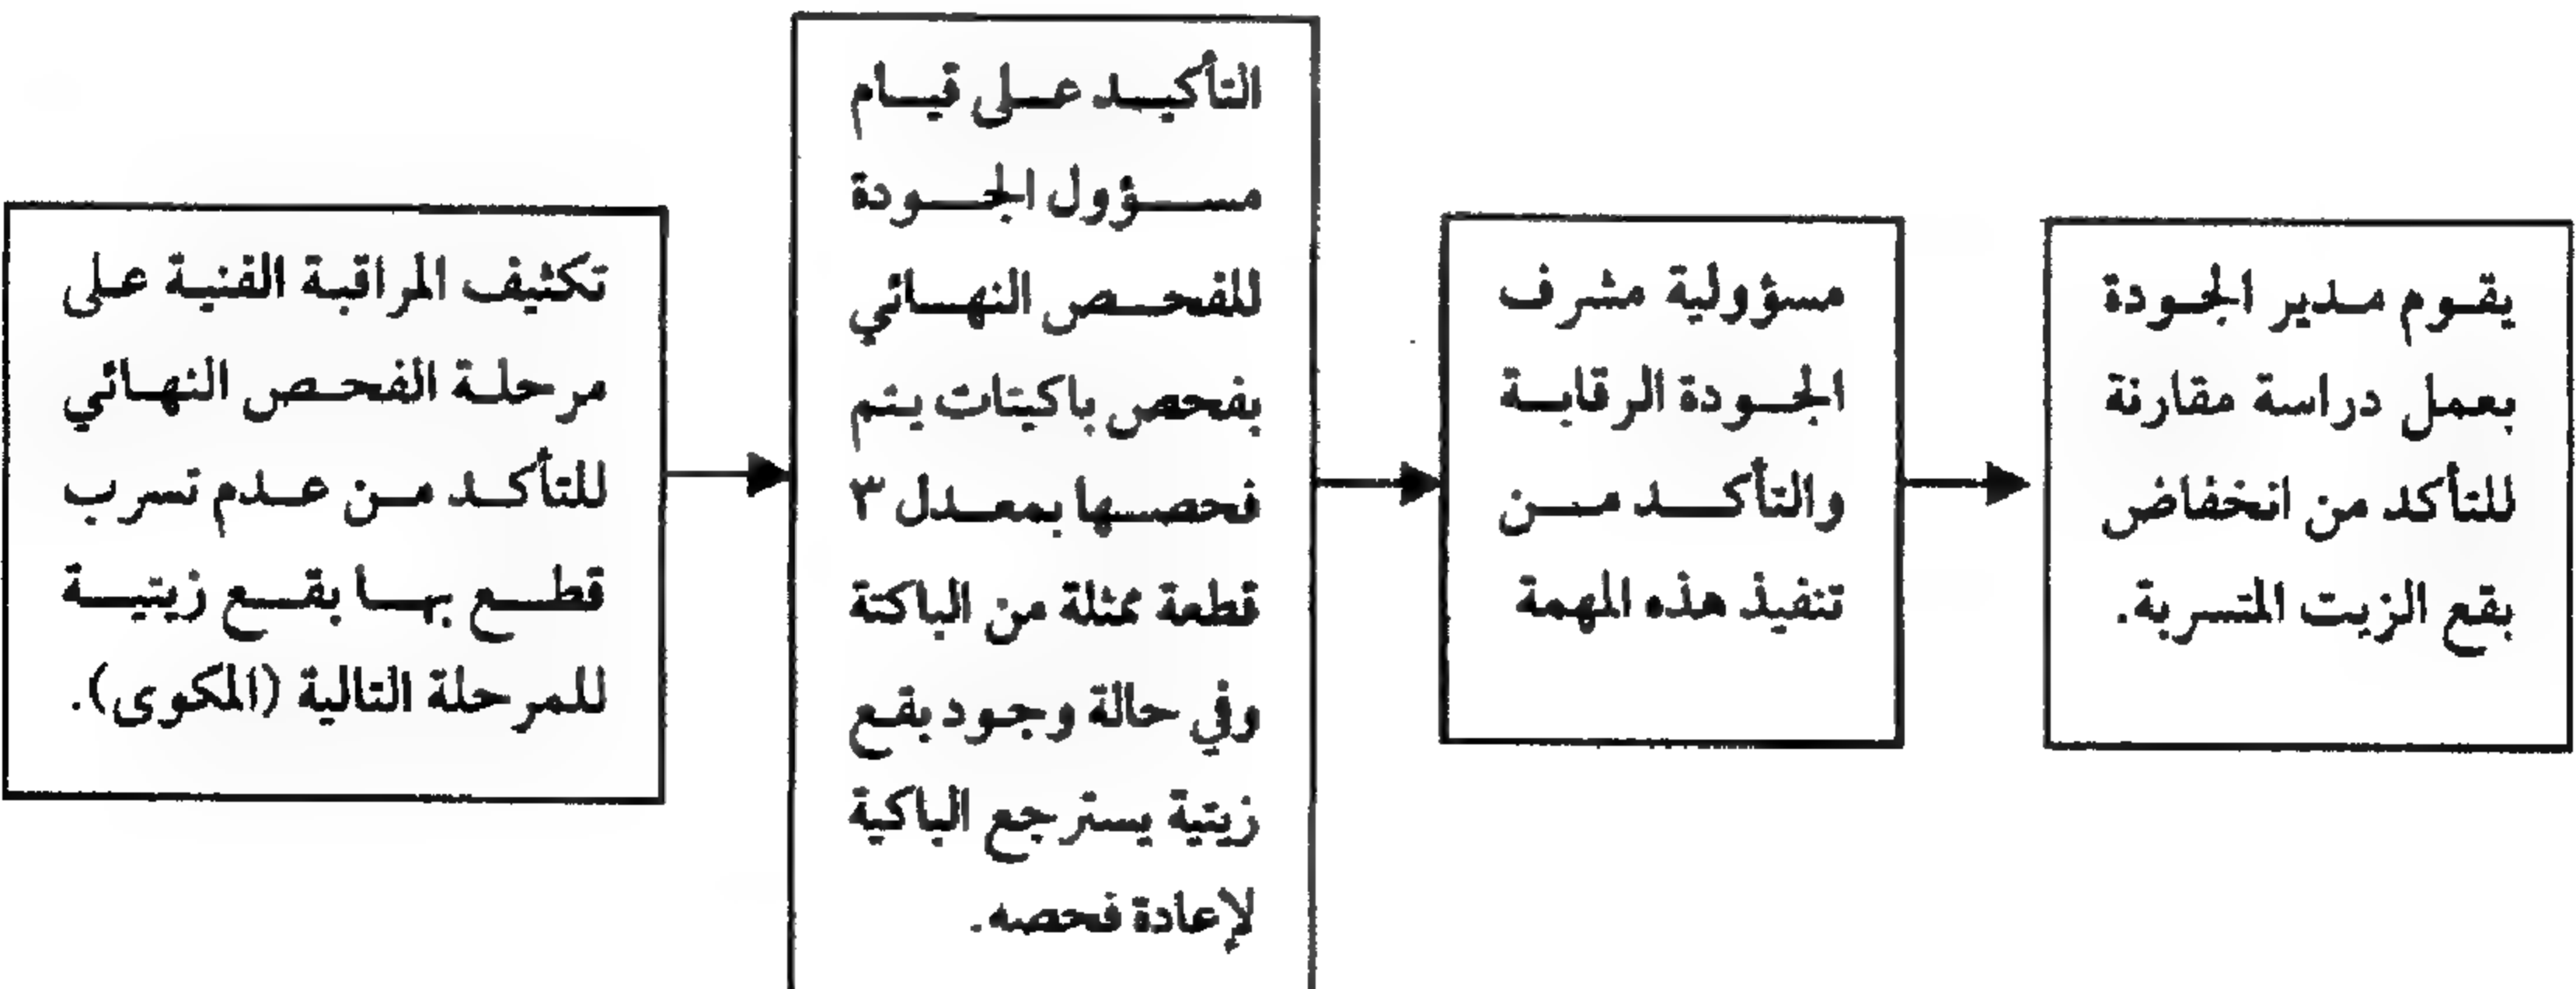 تكثيف المراقبة الفنية على
مرحلة الفحص النهائي
للتأكد من عدم تسرب
قطع بها بقع زيتية
للمرحلة التالية (المكوى).
التأكيد على قيام
مسؤول الجودة
للفحص النهائي
بفحص باكيتات يتم
فحصها بمعدل ٣
قطعة ممثلة من الباكتة
وفي حالة وجود بقع
زيتية يسترجع الباكية
لإعادة فحصه.
مسؤولية مشرف
الجودة الرقابة
والتأكد من
تنفيذ هذه المهمة
يقوم مدير الجودة
بعمل دراسة مقارنة
للتأكد من انخفاض
بقع الزيت المتسربة.